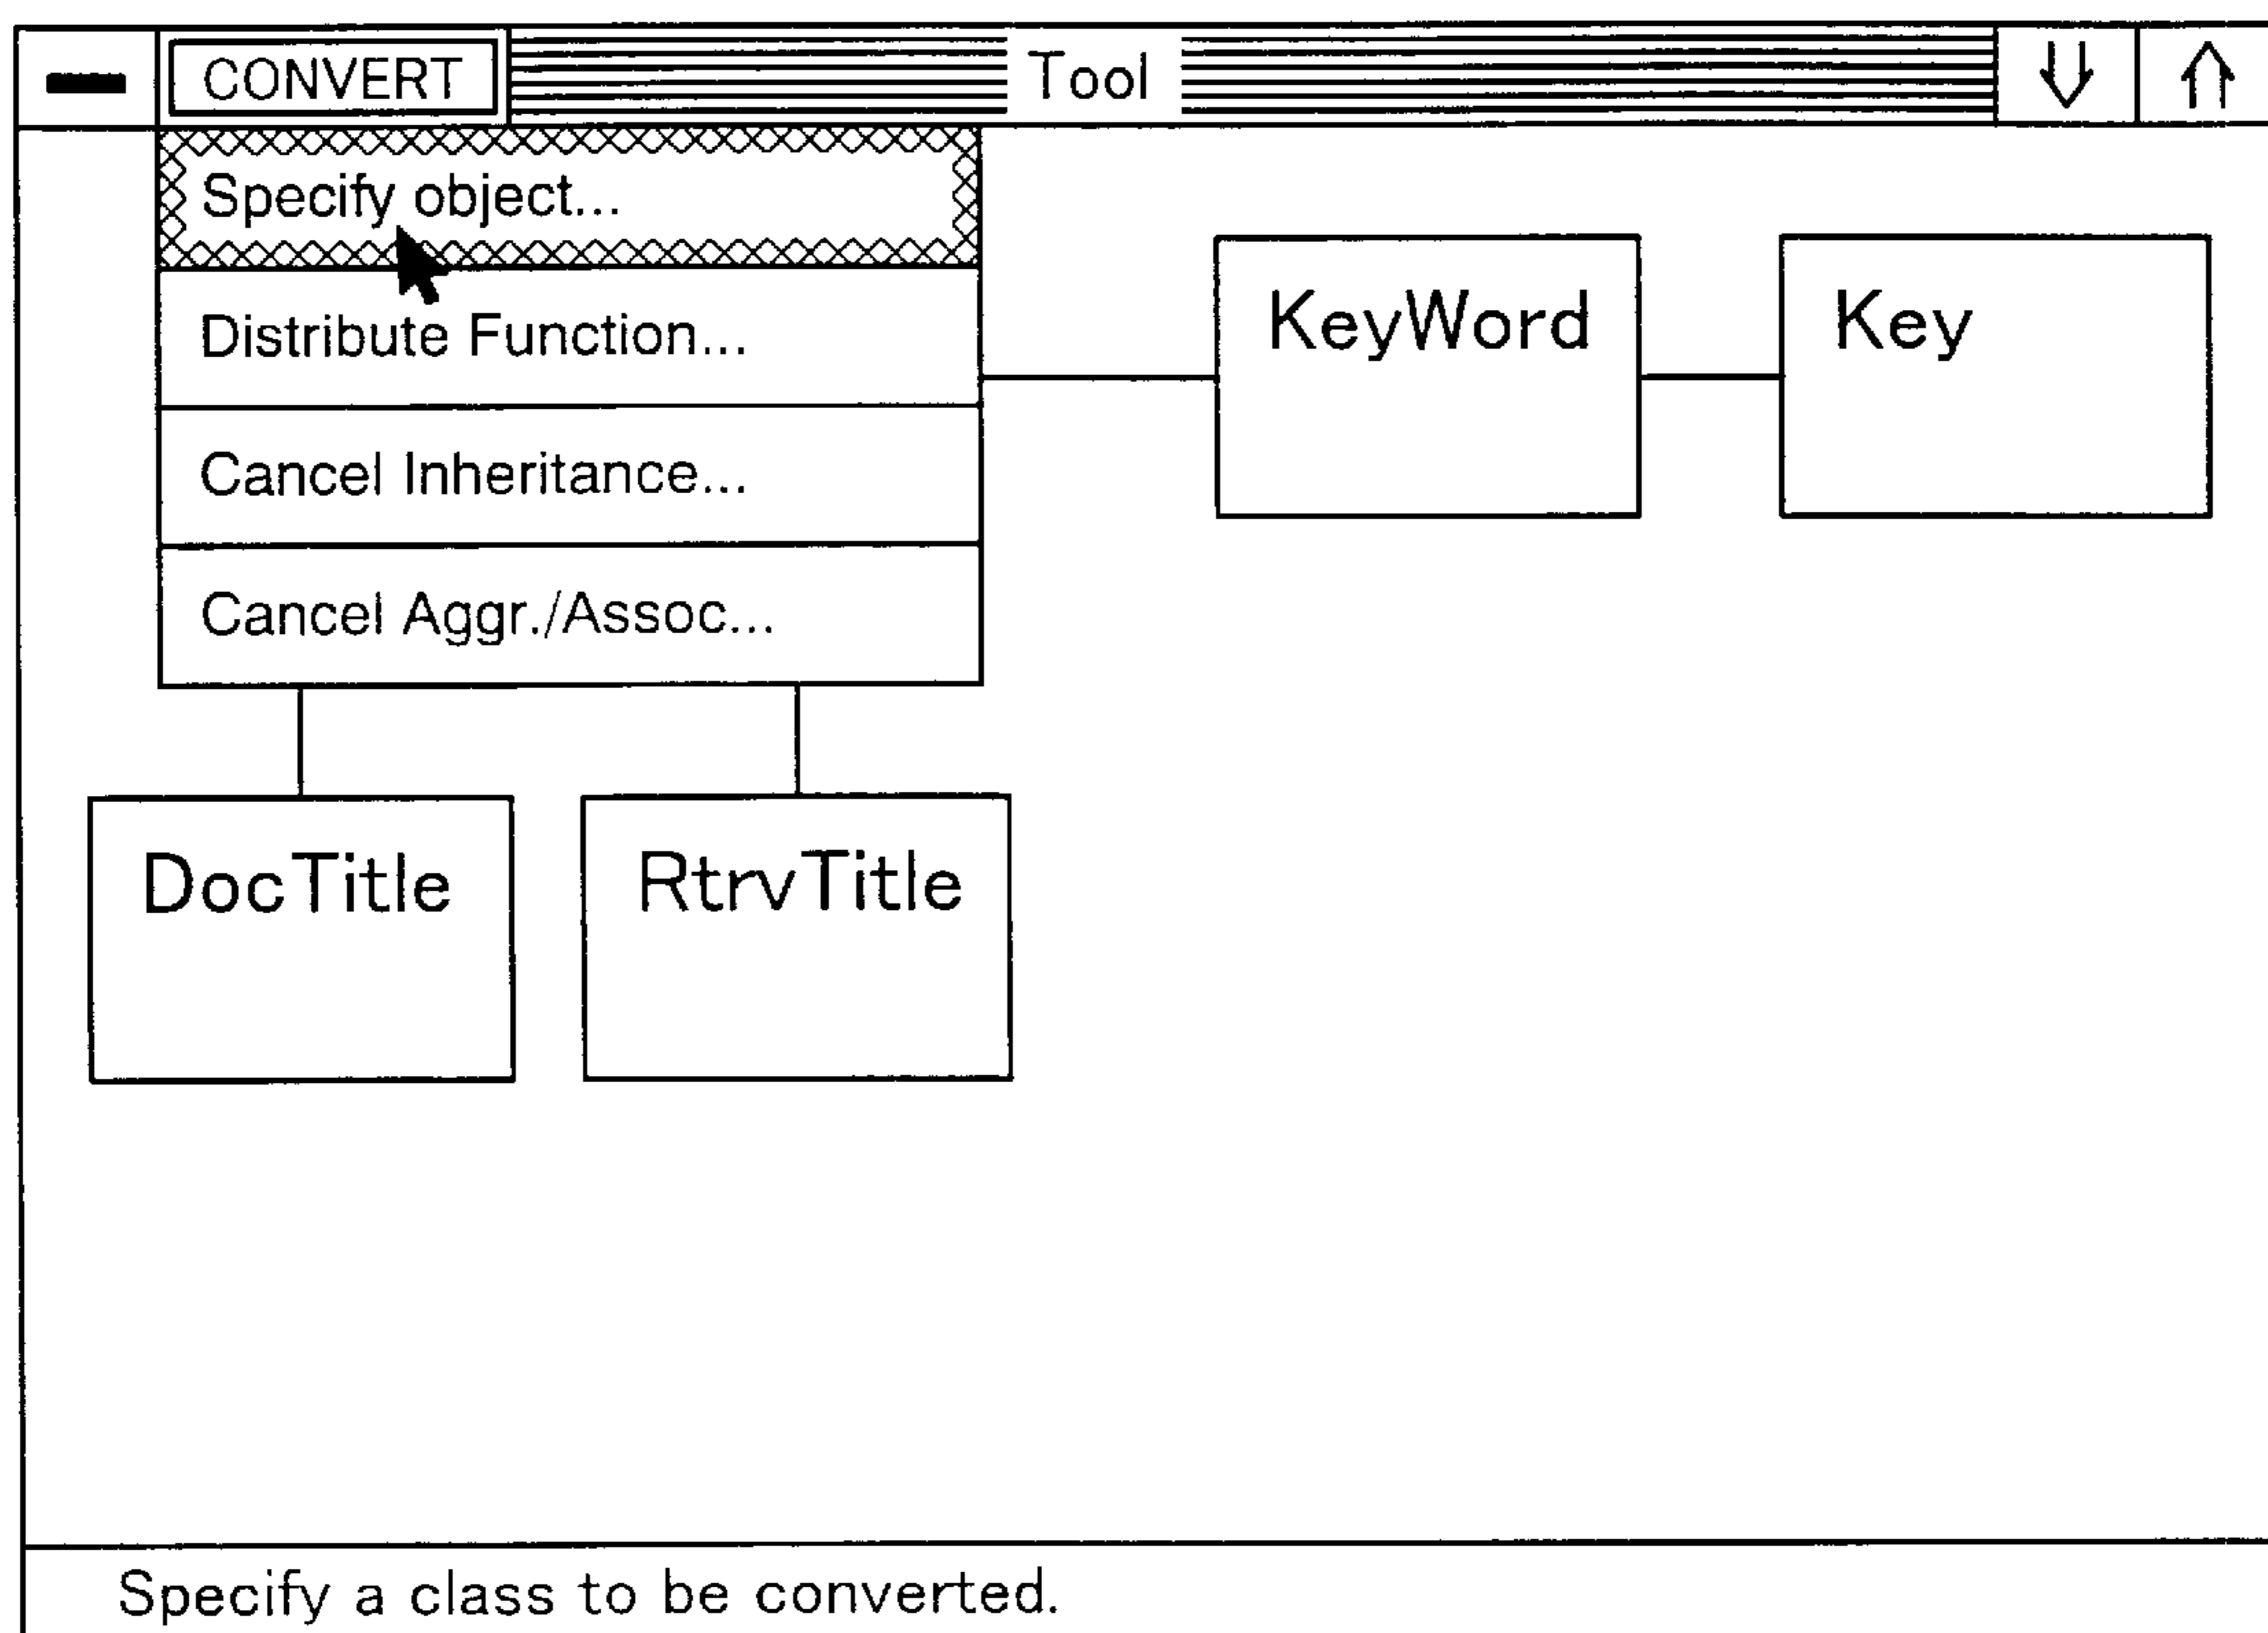 CONVERT Tool
Specify object...
Distribute Function...
Cancel Inheritance...
Cancel Aggr./Assoc...
KeyWord Key
DocTitle RtrvTitle
Specify a class to be converted.